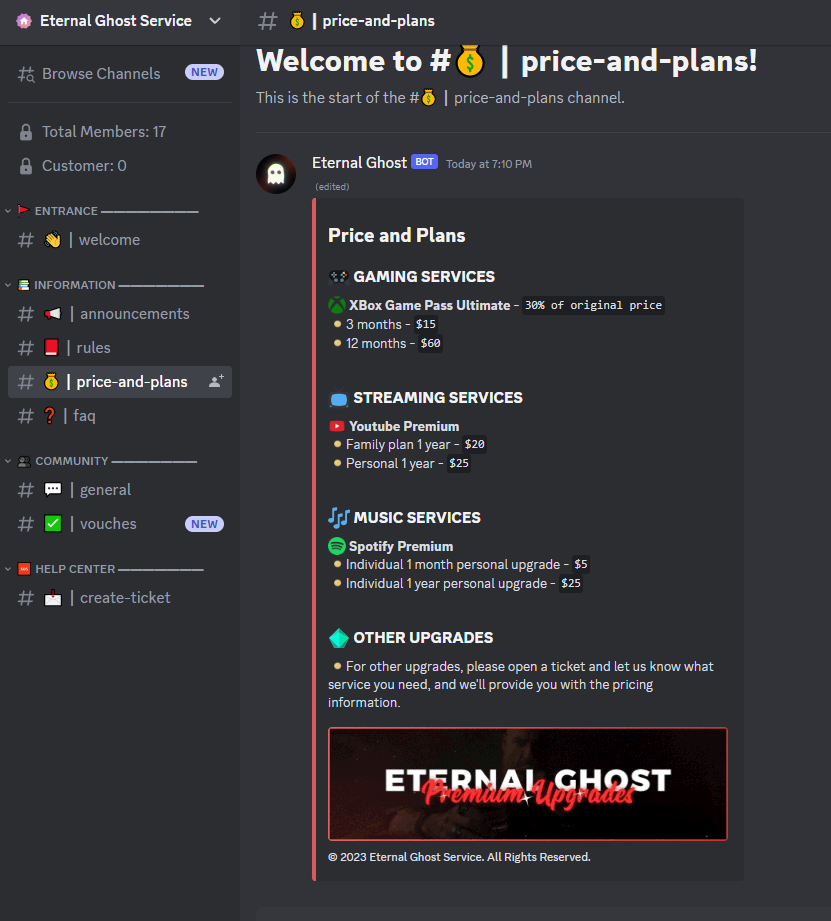 Eternal Ghost Service
Browse Channels NEW
Total Members: 17
Customer: 0
ENTRANCE ————————
# 👋 | welcome
INFORMATION ———————
# 📢 | announcements
# 📕 | rules
# 💰 | price-and-plans
# ❓ | faq
COMMUNITY ———————
# 💬 | general
# ✅ | vouches NEW
SOS HELP CENTER ———————
# 📩 | create-ticket
# 💰 | price-and-plans
Welcome to #💰 | price-and-plans!
This is the start of the #💰 | price-and-plans channel.
Eternal Ghost BOT Today at 7:10 PM
(edited)
Price and Plans
🎮 GAMING SERVICES
XBox Game Pass Ultimate - 30% of original price
• 3 months - $15
• 12 months - $60
STREAMING SERVICES
Youtube Premium
• Family plan 1 year - $20
• Personal 1 year - $25
🎶 MUSIC SERVICES
Spotify Premium
• Individual 1 month personal upgrade - $5
• Individual 1 year personal upgrade - $25
OTHER UPGRADES
• For other upgrades, please open a ticket and let us know what
service you need, and we'll provide you with the pricing
information.
ETERNAL GHOST
Premium Upgrades
© 2023 Eternal Ghost Service. All Rights Reserved.